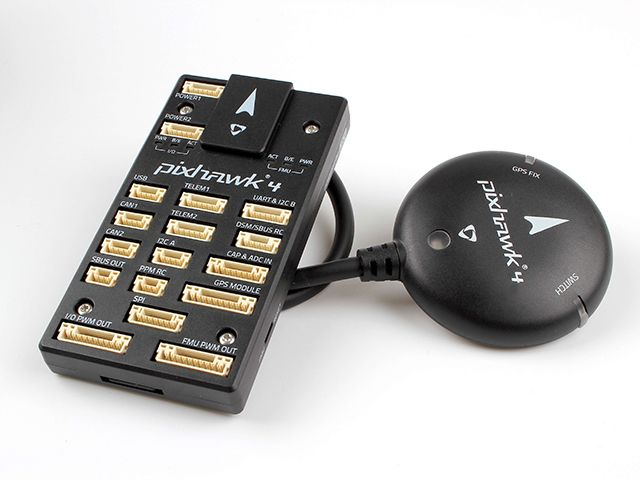 POWER1
POWER2
PWR B/E ACT
I/O
ACT B/E PWR
FMU
pixhawk® 4
USB
TELEM1
UART & I2C B
CAN1
TELEM2
DSM/SBUS RC
CAN2
I2C A
CAP & ADC IN
SBUS OUT
PPM RC
GPS MODULE
SPI
I/O PWM OUT
FMU PWM OUT
GPS FIX
pixhawk® 4
SWITCH